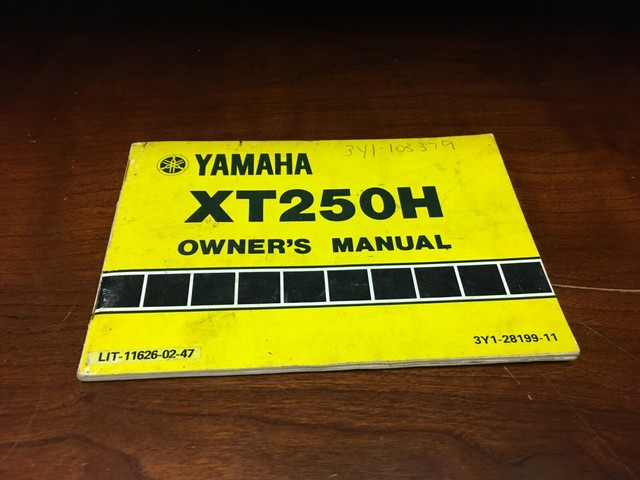 3Y1-103379
YAMAHA
XT250H
OWNER'S MANUAL
LIT-11626-02-47
3Y1-28199-11